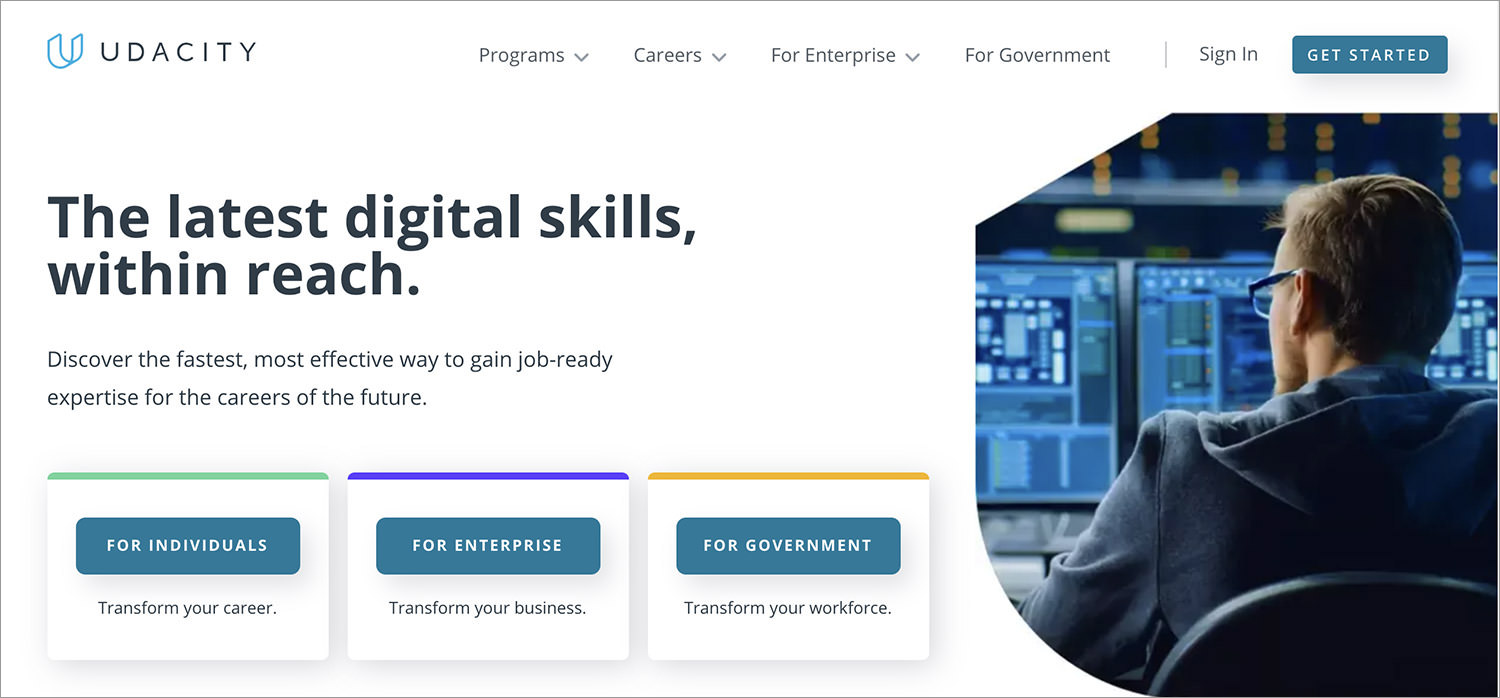 UDACITY
Programs
Careers
For Enterprise
For Government
Sign In
GET STARTED
The latest digital skills,
within reach.
Discover the fastest, most effective way to gain job-ready
expertise for the careers of the future.
FOR INDIVIDUALS
Transform your career.
FOR ENTERPRISE
Transform your business.
FOR GOVERNMENT
Transform your workforce.